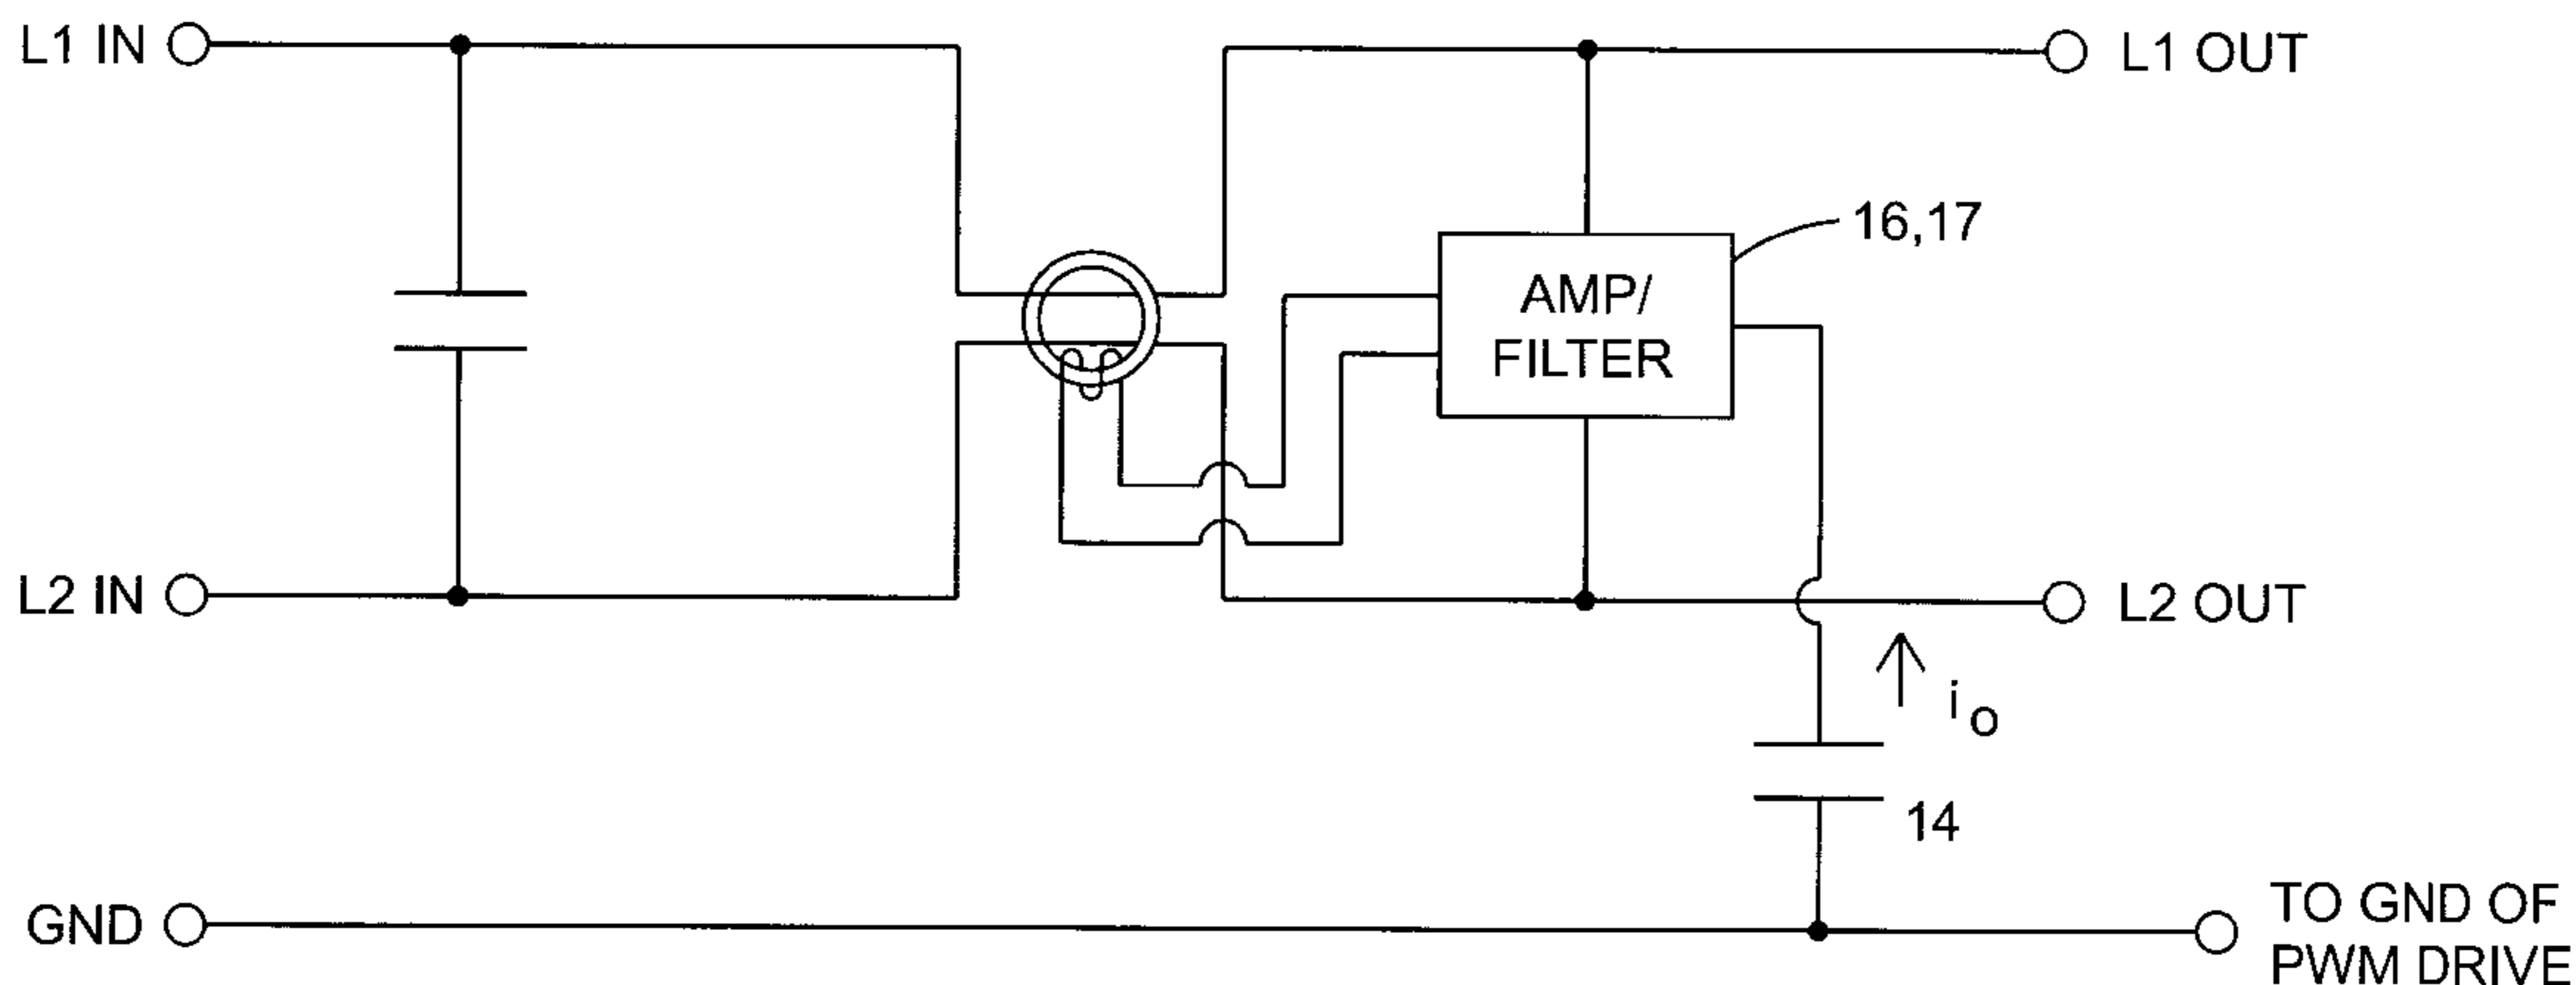 L1 IN
L1 OUT
16,17
AMP/
FILTER
L2 IN
L2 OUT
io
14
GND
TO GND OF
PWM DRIVE